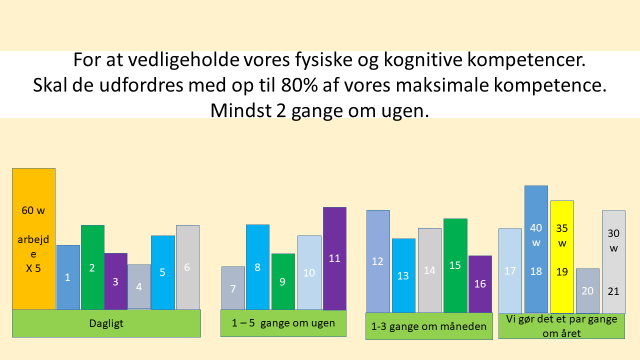 For at vedligeholde vores fysiske og kognitive kompetencer.
Skal de udfordres med op til 80% af vores maksimale kompetence.
Mindst 2 gange om ugen.
60 w
arbejd
e
X 5
1
2
3
4
5
6
Dagligt
7
8
9
10
11
1 – 5 gange om ugen
12
13
14
15
16
1-3 gange om måneden
17
40
w
18
35
w
19
20
30
w
21
Vi gør det et par gange
om året